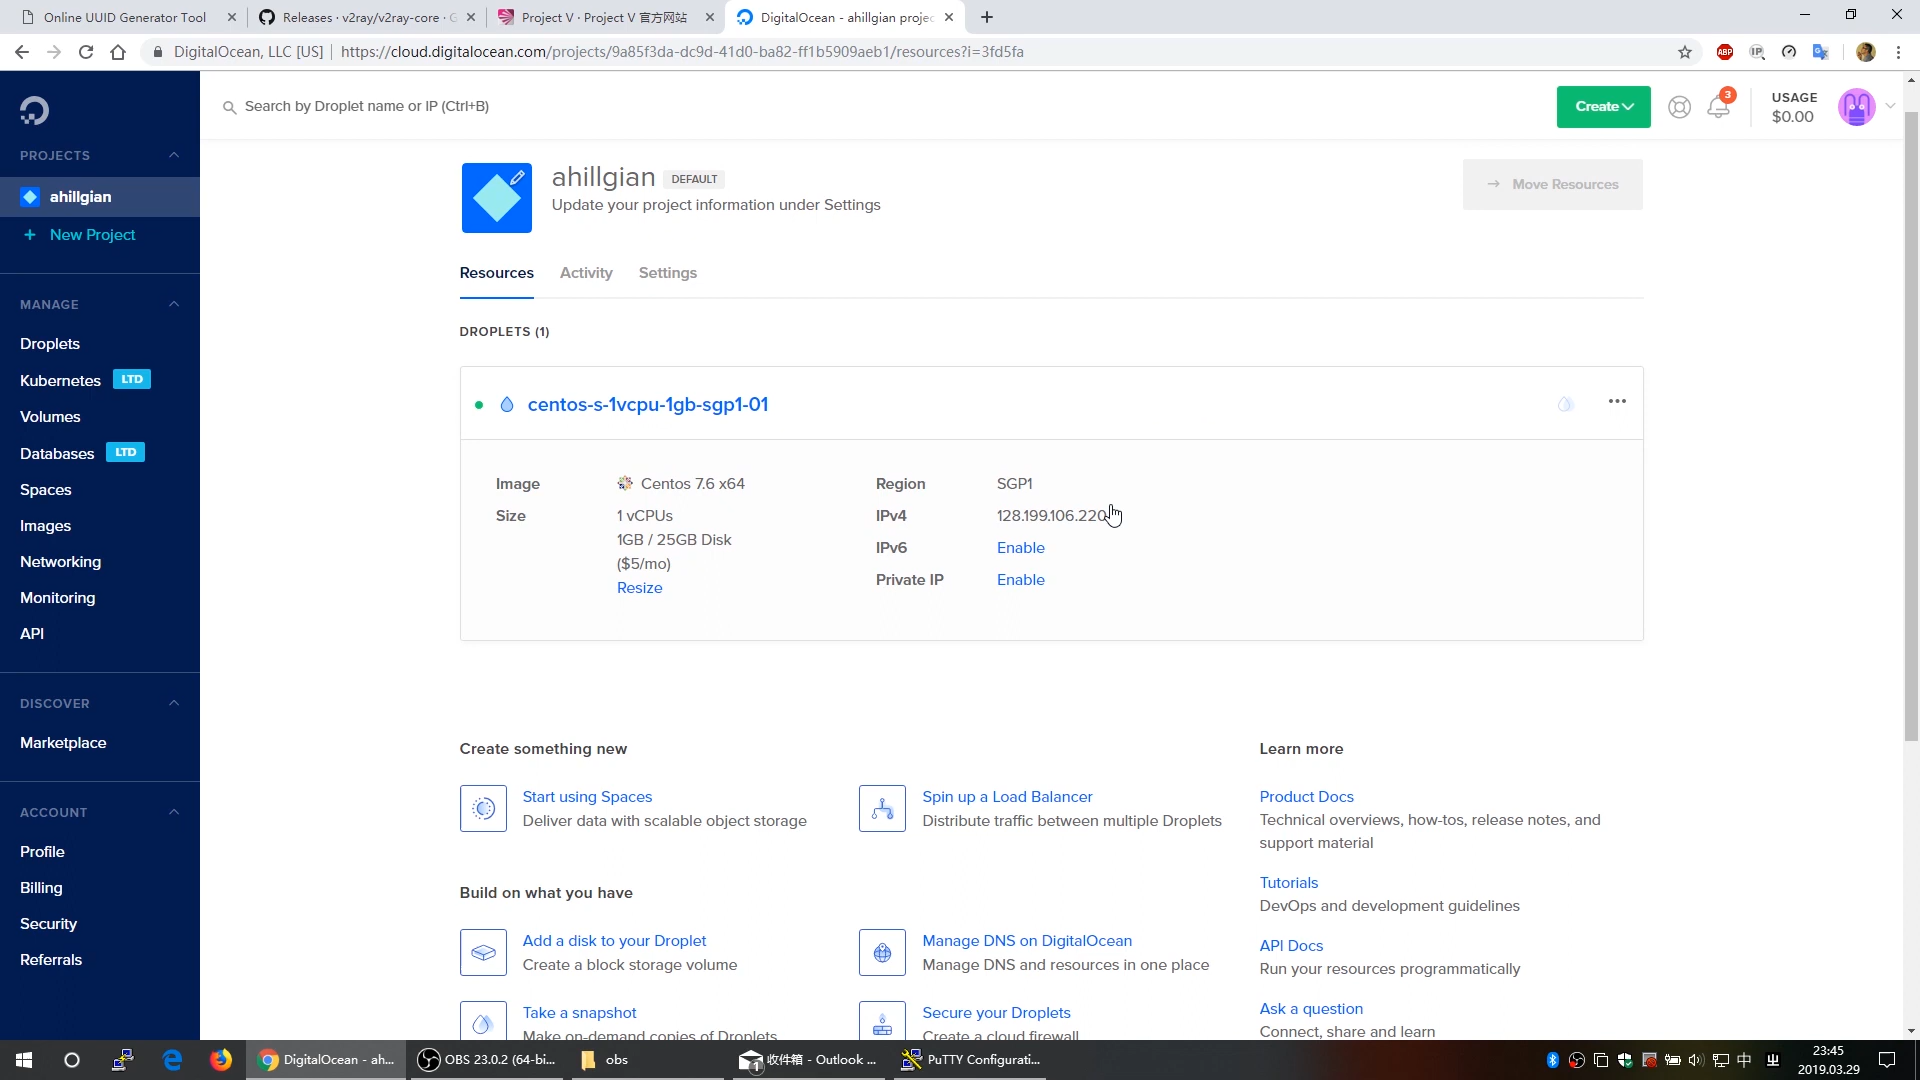 Online UUID Generator Tool
Releases · v2ray/v2ray-core · G
Project V · Project V 官方网站
DigitalOcean - ahillgian projec
DigitalOcean, LLC [US]
https://cloud.digitalocean.com/projects/9a85f3da-dc9d-41d0-ba82-ff1b5909aeb1/resources?i=3fd5fa
ABP
IP
Search by Droplet name or IP (Ctrl+B)
Create
3
USAGE
$0.00
PROJECTS
ahillgian
+ New Project
MANAGE
Droplets
Kubernetes LTD
Volumes
Databases LTD
Spaces
Images
Networking
Monitoring
API
DISCOVER
Marketplace
ACCOUNT
Profile
Billing
Security
Referrals
ahillgian DEFAULT
Update your project information under Settings
→ Move Resources
Resources Activity Settings
DROPLETS (1)
centos-s-1vcpu-1gb-sgp1-01
Image Centos 7.6 x64
Size 1 vCPUs
1GB / 25GB Disk
($5/mo)
Resize
Region SGP1
IPv4 128.199.106.220
IPv6 Enable
Private IP Enable
Create something new
Start using Spaces
Deliver data with scalable object storage
Spin up a Load Balancer
Distribute traffic between multiple Droplets
Build on what you have
Add a disk to your Droplet
Create a block storage volume
Manage DNS on DigitalOcean
Manage DNS and resources in one place
Take a snapshot
Make on-demand copies of Droplets
Secure your Droplets
Create a cloud firewall
Learn more
Product Docs
Technical overviews, how-tos, release notes, and
support material
Tutorials
DevOps and development guidelines
API Docs
Run your resources programmatically
Ask a question
Connect, share and learn
DigitalOcean - ah...
OBS 23.0.2 (64-bi...
obs
1
收件箱 - Outlook ...
PuTTY Configurati...
中
23:45
2019.03.29